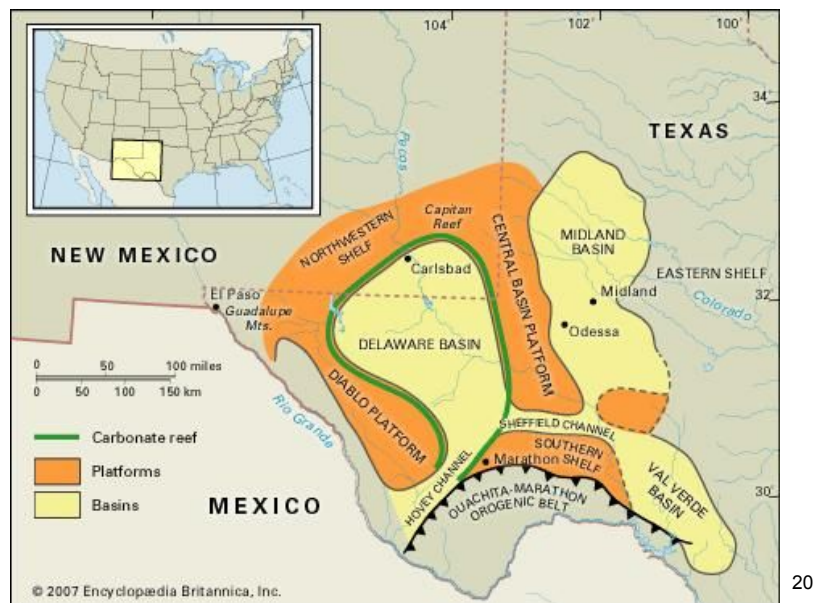 104°
102°
100°
34°
TEXAS
Pecos
NORTHWESTERN
SHELF
Capitan
Reef
CENTRAL BASIN PLATFORM
MIDLAND
BASIN
NEW MEXICO
Carlsbad
EASTERN SHELF
El Paso
Guadalupe
Mts.
Midland
Colorado
32°
Odessa
DELAWARE BASIN
0 50 100 miles
0 50 100 150 km
DIABLO PLATFORM
Rio Grande
SHEFFIELD CHANNEL
Carbonate reef
SOUTHERN
SHELF
Marathon
Platforms
HOVEY CHANNEL
VAL VERDE
BASIN
30°
Basins
MEXICO
OUACHITA-MARATHON
OROGENIC BELT
© 2007 Encyclopædia Britannica, Inc.
20